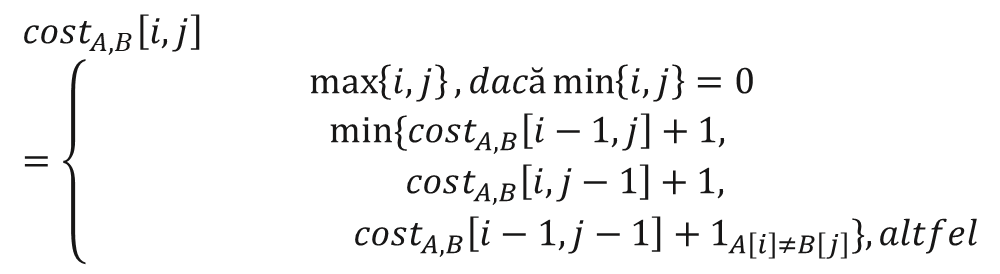 cost_{A,B}[i, j]
= { max{i, j} , dacă min{i, j} = 0
min{cost_{A,B}[i − 1, j] + 1,
cost_{A,B}[i, j − 1] + 1,
cost_{A,B}[i − 1, j − 1] + 1_{A[i]≠B[j]}}, altfel